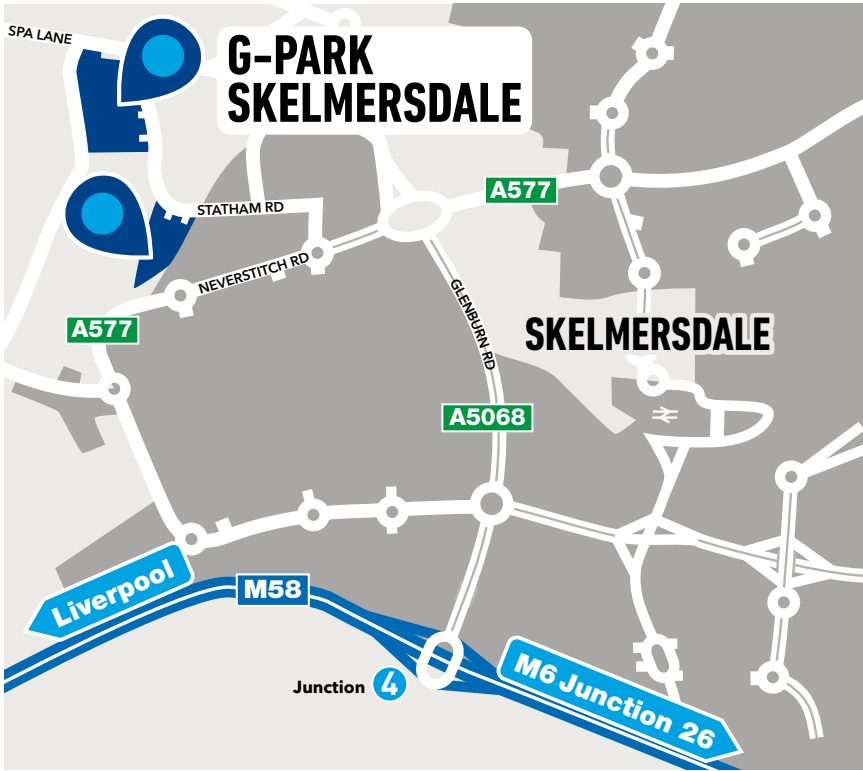 SPA LANE
G-PARK
SKELMERSDALE
A577
STATHAM RD
NEVERSTITCH RD
GLENBURN RD
A577
SKELMERSDALE
A5068
Liverpool
M58
Junction 4
M6 Junction 26